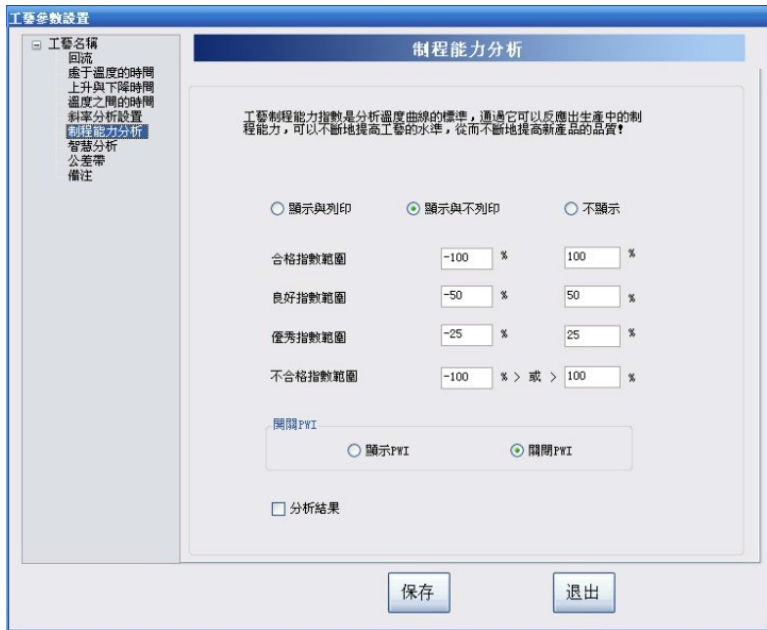 工藝參數設置
工藝名稱
回流
處于溫度的時間
上升與下降時間
溫度之間的時間
斜率分析設置
制程能力分析
智慧分析
公差帶
備注
制程能力分析
工藝制程能力指數是分析溫度曲線的標準，通過它可以反應出生產中的制
程能力，可以不斷地提高工藝的水準，從而不斷地提高新產品的品質！
顯示與列印 顯示與不列印 不顯示
合格指數範圍 -100 % 100 %
良好指數範圍 -50 % 50 %
優秀指數範圍 -25 % 25 %
不合格指數範圍 -100 % > 或 > 100 %
開關PWI
顯示PWI 關閉PWI
分析結果
保存 退出